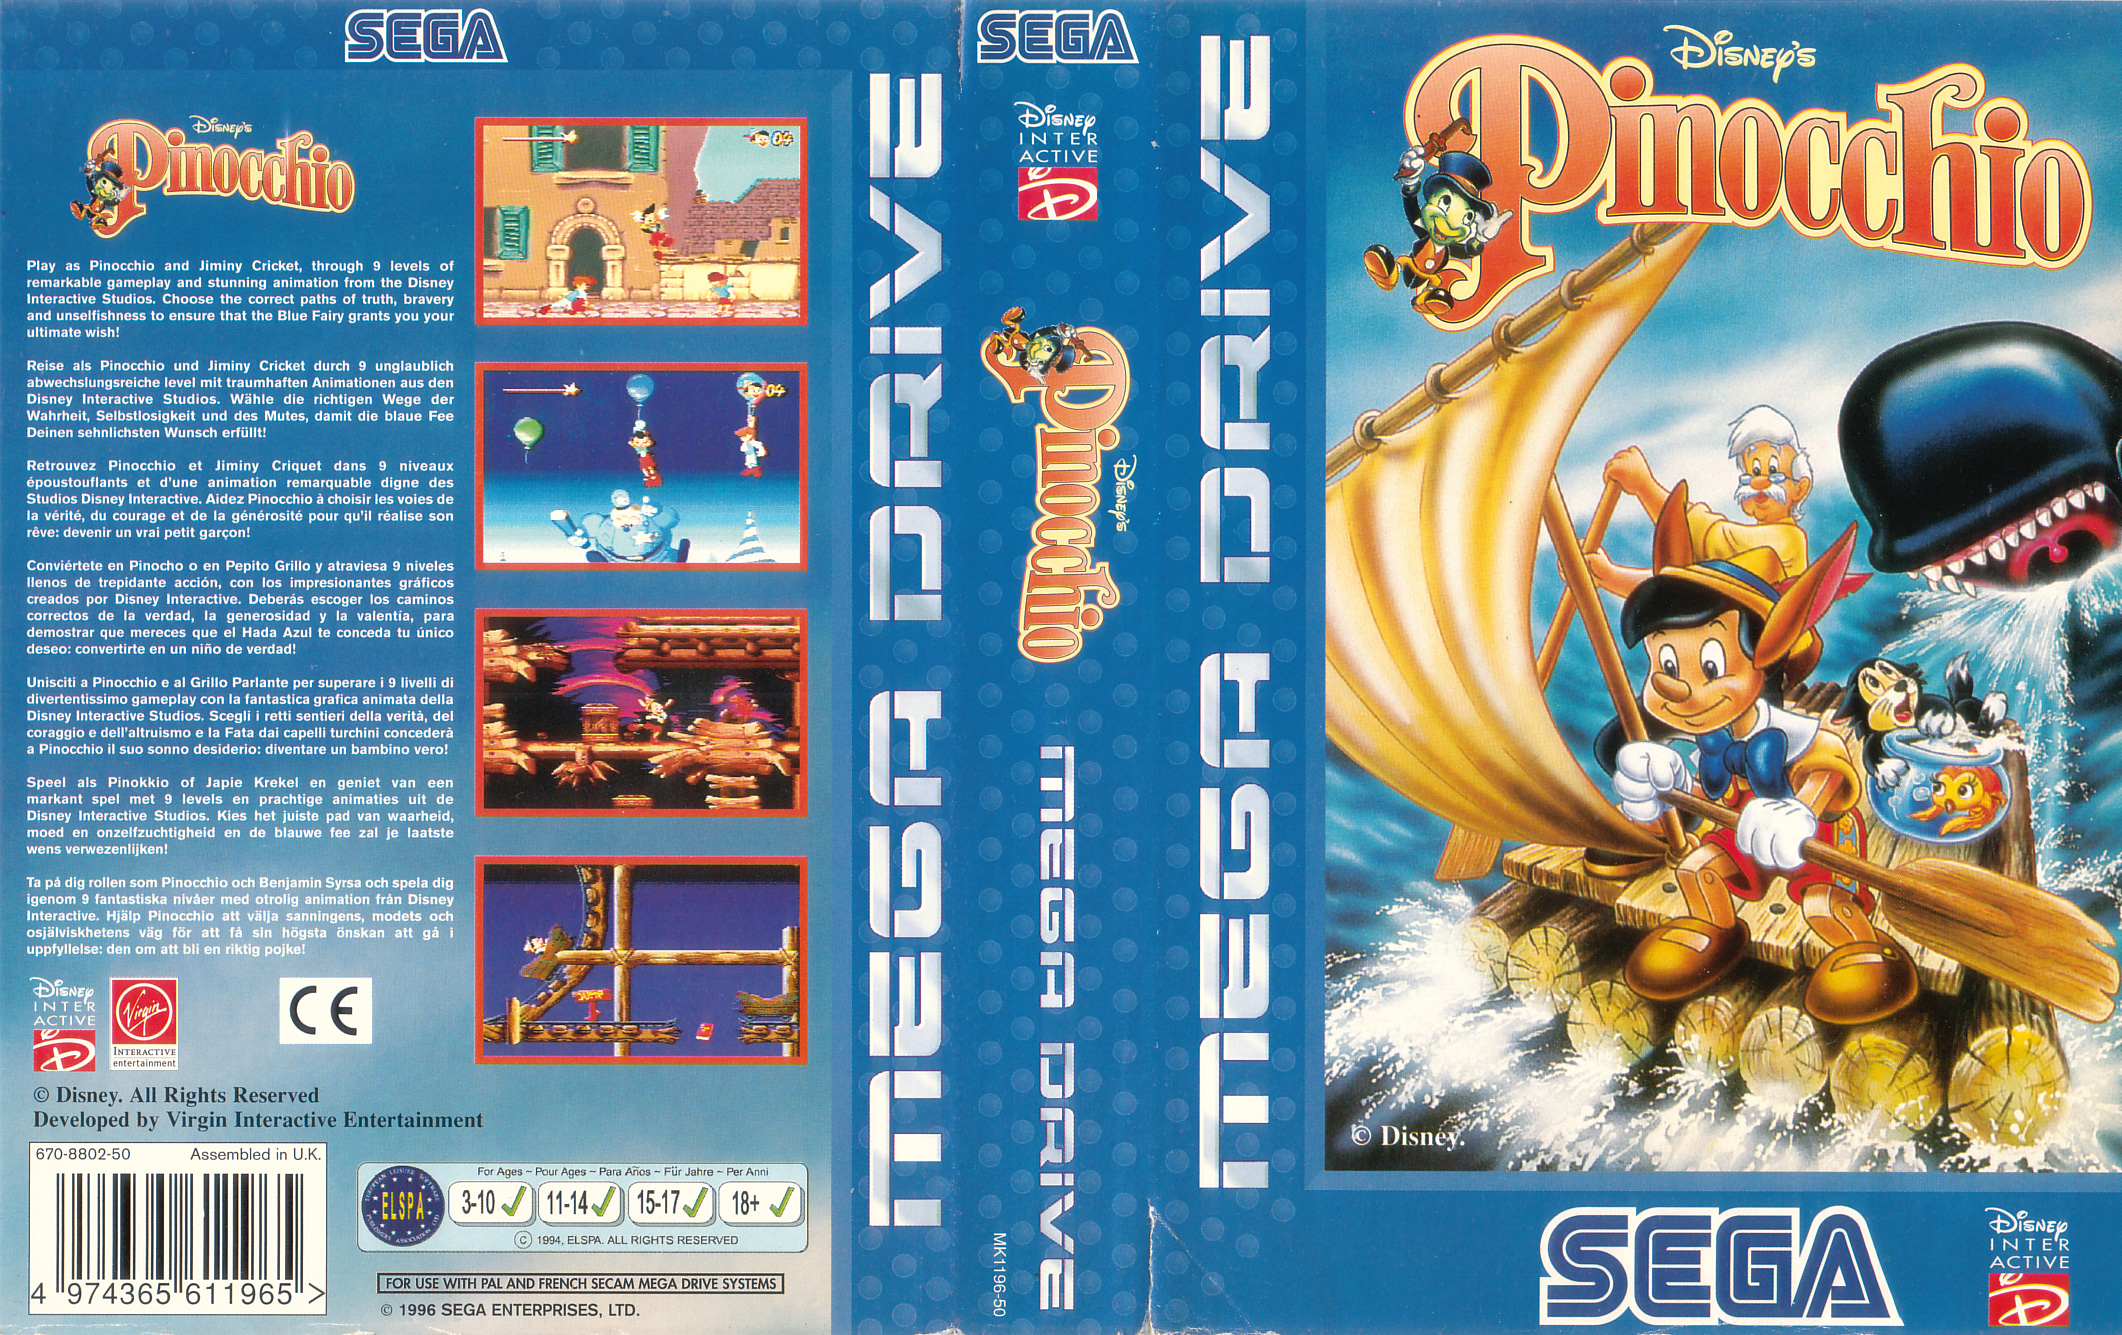 SEGA
Disney's
Pinocchio
Play as Pinocchio and Jiminy Cricket, through 9 levels of
remarkable gameplay and stunning animation from the Disney
Interactive Studios. Choose the correct paths of truth, bravery
and unselfishness to ensure that the Blue Fairy grants you your
ultimate wish!
Reise als Pinocchio und Jiminy Cricket durch 9 unglaublich
abwechslungsreiche level mit traumhaften Animationen aus den
Disney Interactive Studios. Wähle die richtigen Wege der
Wahrheit, Selbstlosigkeit und des Mutes, damit die blaue Fee
Deinen sehnlichsten Wunsch erfüllt!
Retrouvez Pinocchio et Jiminy Criquet dans 9 niveaux
époustouflants et d'une animation remarquable digne des
Studios Disney Interactive. Aidez Pinocchio à choisir les voies de
la vérité, du courage et de la générosité pour qu'il réalise son
rêve: devenir un vrai petit garçon!
Conviértete en Pinocho o en Pepito Grillo y atraviesa 9 niveles
llenos de trepidante acción, con los impresionantes gráficos
creados por Disney Interactive. Deberás escoger los caminos
correctos de la verdad, la generosidad y la valentía, para
demostrar que mereces que el Hada Azul te conceda tu único
deseo: convertirte en un niño de verdad!
Unisciti a Pinocchio e al Grillo Parlante per superare i 9 livelli di
divertentissimo gameplay con la fantastica grafica animata della
Disney Interactive Studios. Scegli i retti sentieri della verità, del
coraggio e dell'altruismo e la Fata dai capelli turchini concederà
a Pinocchio il suo sonno desiderio: diventare un bambino vero!
Speel als Pinokkio of Japie Krekel en geniet van een
markant spel met 9 levels en prachtige animaties uit de
Disney Interactive Studios. Kies het juiste pad van waarheid,
moed en onzelfzuchtigheid en de blauwe fee zal je laatste
wens verwezenlijken!
Ta på dig rollen som Pinocchio och Benjamin Syrsa och spela dig
igenom 9 fantastiska nivåer med otrolig animation från Disney
Interactive. Hjälp Pinocchio att välja sanningens, modets och
osjälviskhetens väg för att få sin högsta önskan att gå i
uppfyllelse: den om att bli en riktig pojke!
04
04
Disney
INTER
ACTIVE
D
Virgin
INTERACTIVE
entertainment
CE
© Disney. All Rights Reserved
Developed by Virgin Interactive Entertainment
670-8802-50 Assembled in U.K.
4 974365 611965 >
ELSPA
For Ages ~ Pour Ages ~ Para Años ~ Für Jahre ~ Per Anni
3-10 11-14 15-17 18+
© 1994, ELSPA. ALL RIGHTS RESERVED
FOR USE WITH PAL AND FRENCH SECAM MEGA DRIVE SYSTEMS
© 1996 SEGA ENTERPRISES, LTD.
MEGA DRIVE
SEGA
Disney
INTER
ACTIVE
D
Disney's
Pinocchio
MEGA DRIVE
MK1196-50
MEGA DRIVE
Disney's
Pinocchio
© Disney.
SEGA
Disney
INTER
ACTIVE
D